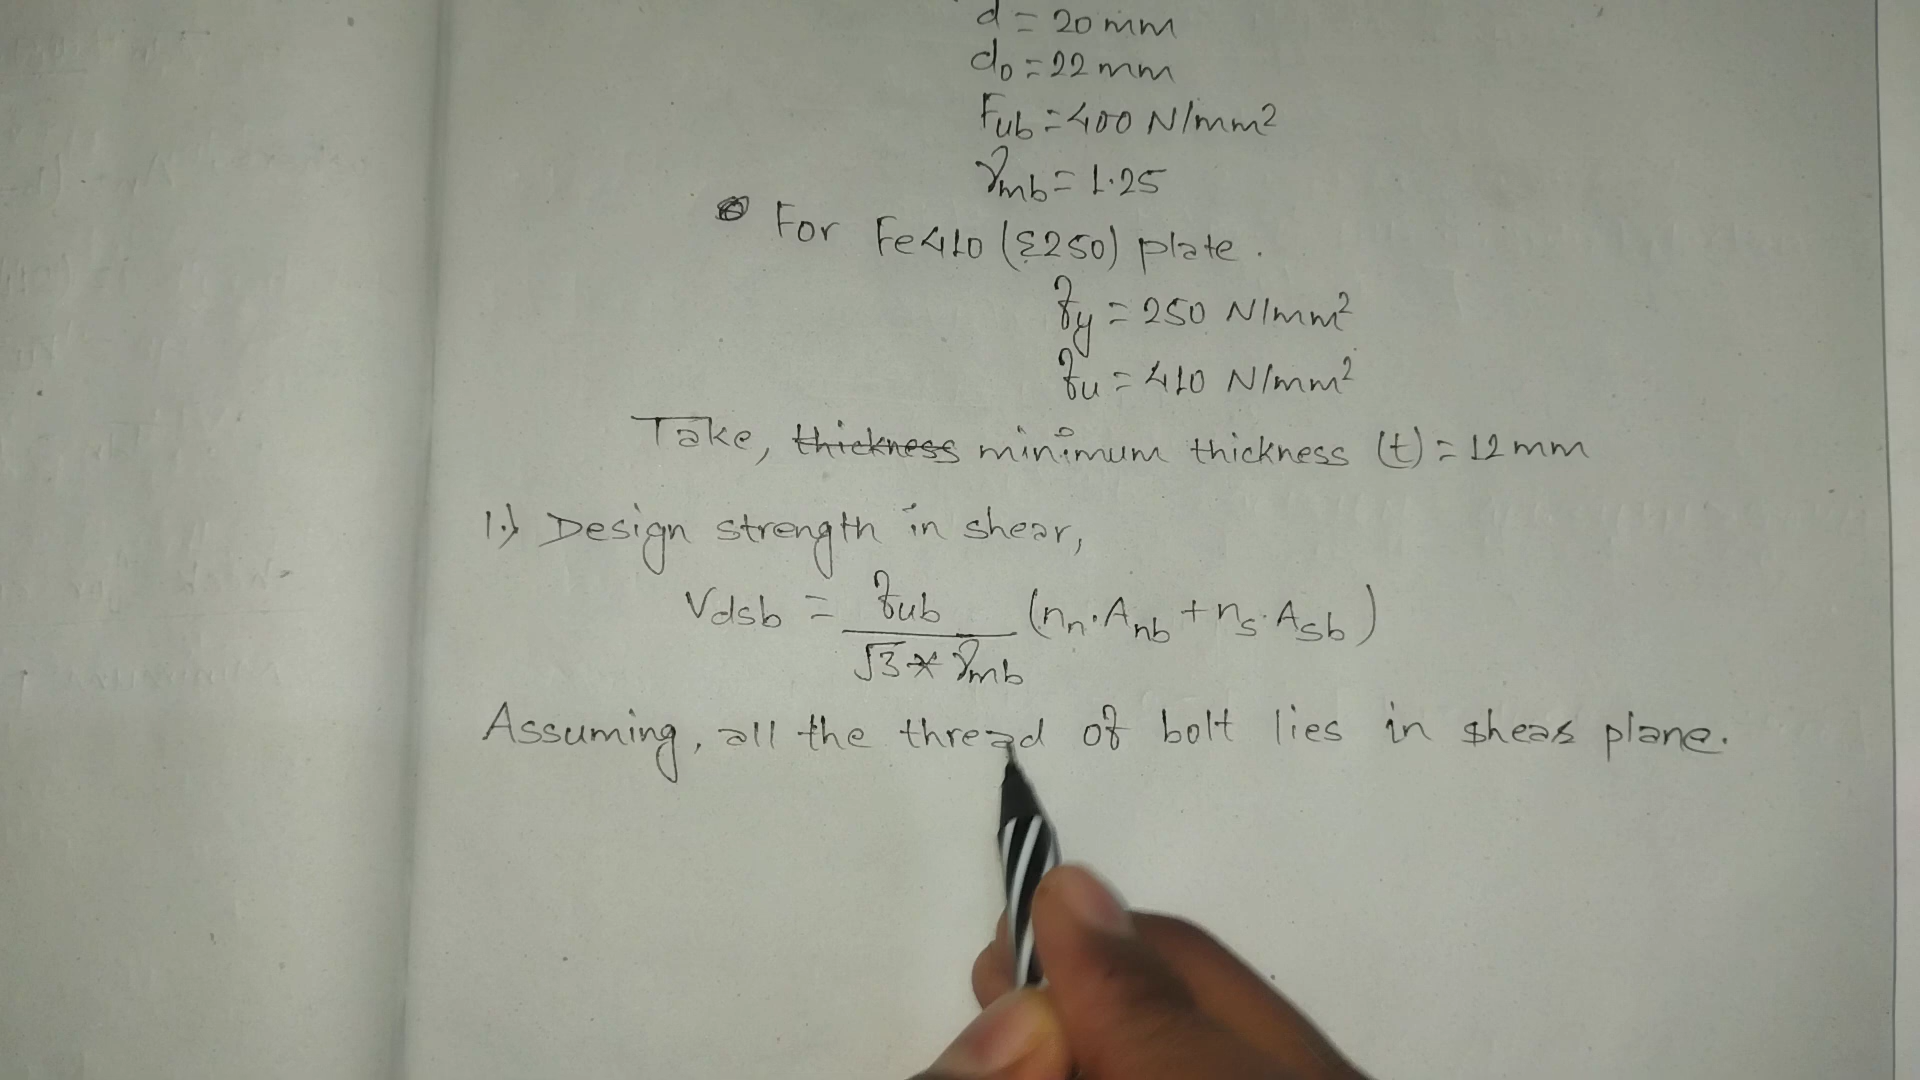 d = 20 mm
d₀ = 22 mm
Fub = 400 N/mm²
γmb = 1.25
For Fe410 (E250) plate.
fy = 250 N/mm²
fu = 410 N/mm²
Take, thickness minimum thickness (t) = 12 mm
1.) Design strength in shear,
Vdsb = fub / √3 * γmb (nn·Anb + ns·Asb)
Assuming, all the thread of bolt lies in shear plane.